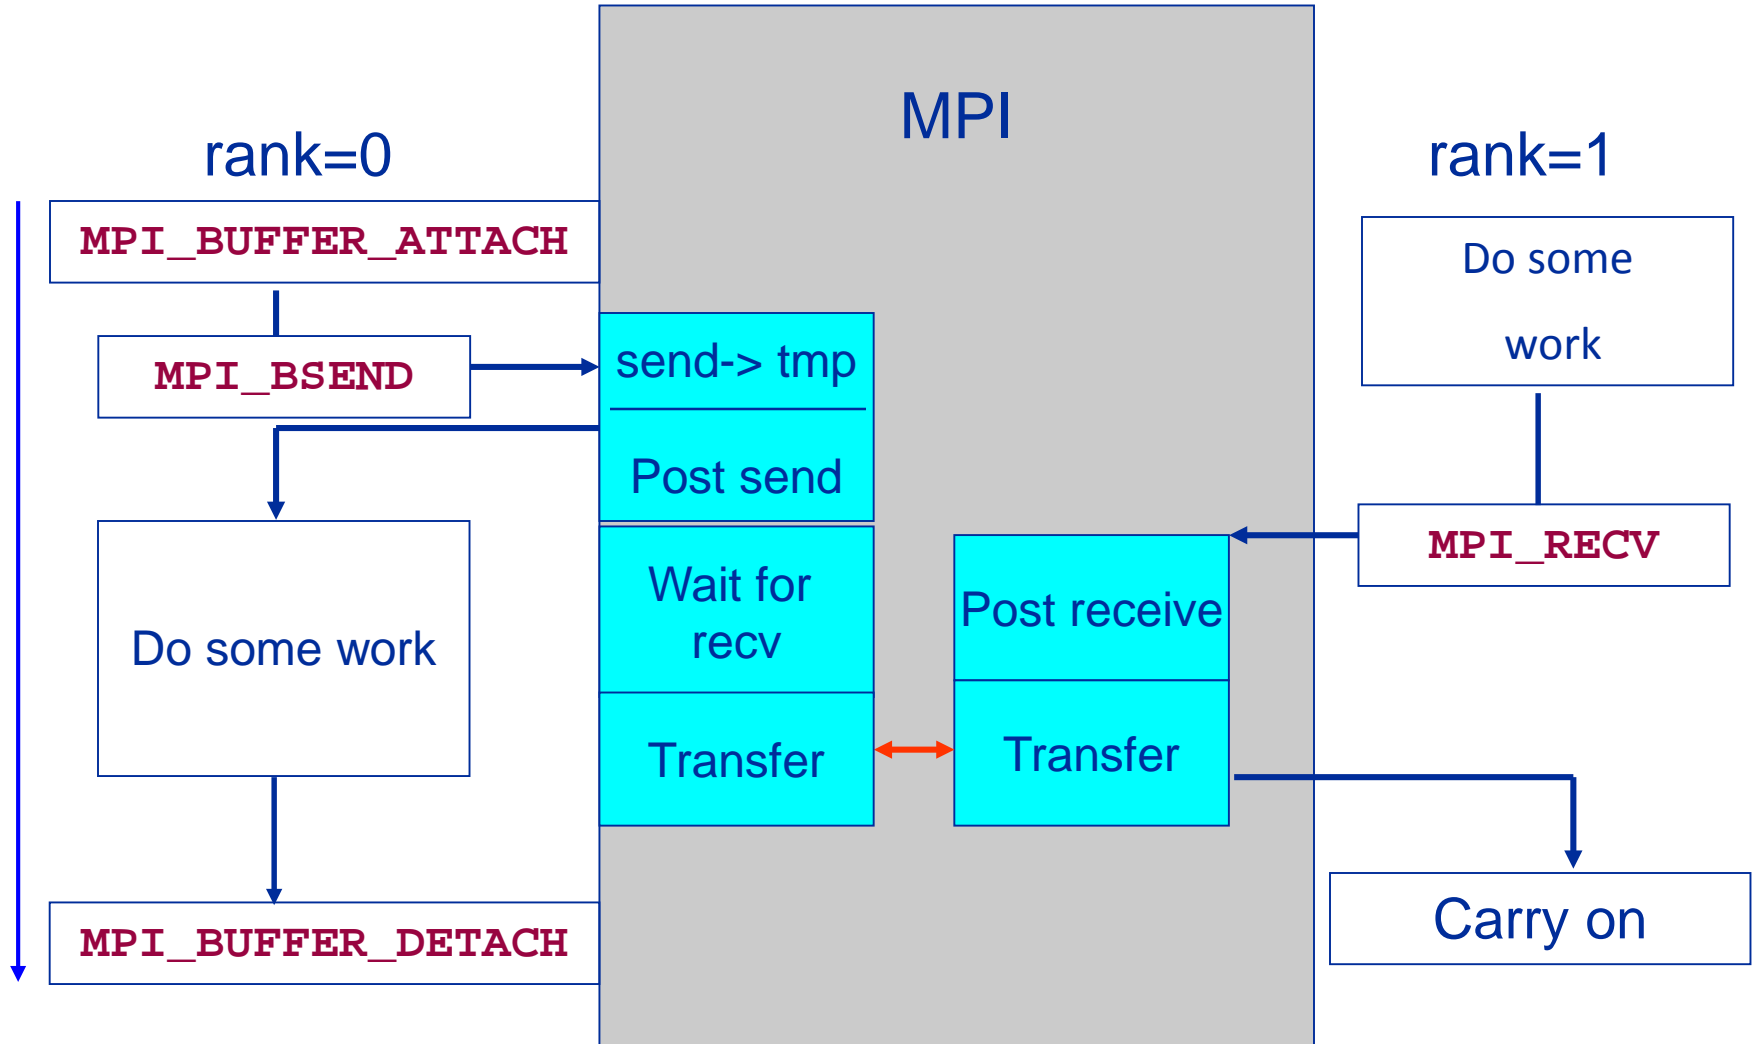 MPI
rank=0
rank=1
MPI_BUFFER_ATTACH
MPI_BSEND
Do some work
MPI_BUFFER_DETACH
send-> tmp
Post send
Wait for
recv
Transfer
Post receive
Transfer
Do some
work
MPI_RECV
Carry on